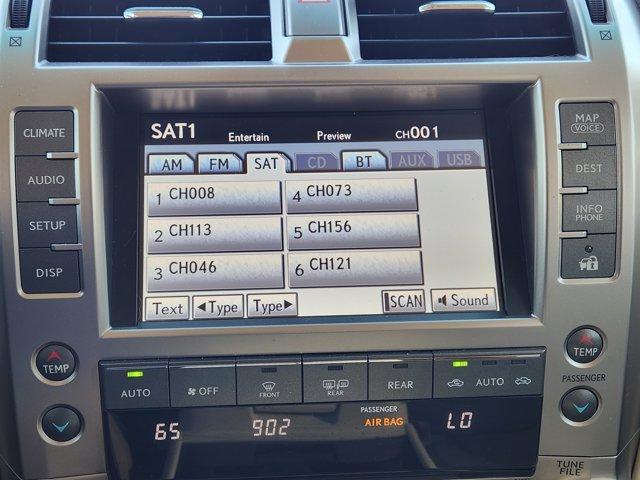 CLIMATE
AUDIO
SETUP
DISP
SAT1 Entertain Preview CH001
AM FM SAT CD BT AUX USB
1 CH008 4 CH073
2 CH113 5 CH156
3 CH046 6 CH121
Text ◄Type Type► SCAN Sound
MAP
VOICE
DEST
INFO
PHONE
TEMP
AUTO OFF FRONT REAR REAR AUTO
TEMP
PASSENGER
65 902 PASSENGER
AIR BAG LO
TUNE
FILE